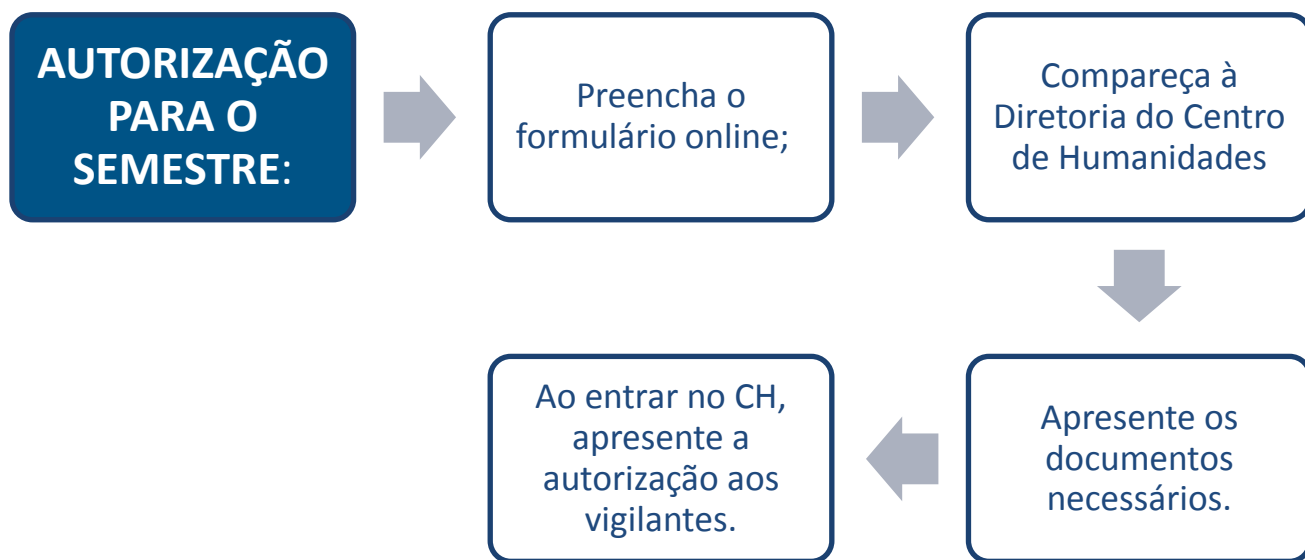 AUTORIZAÇÃO
PARA O
SEMESTRE:
Preencha o
formulário online;
Compareça à
Diretoria do Centro
de Humanidades
Apresente os
documentos
necessários.
Ao entrar no CH,
apresente a
autorização aos
vigilantes.